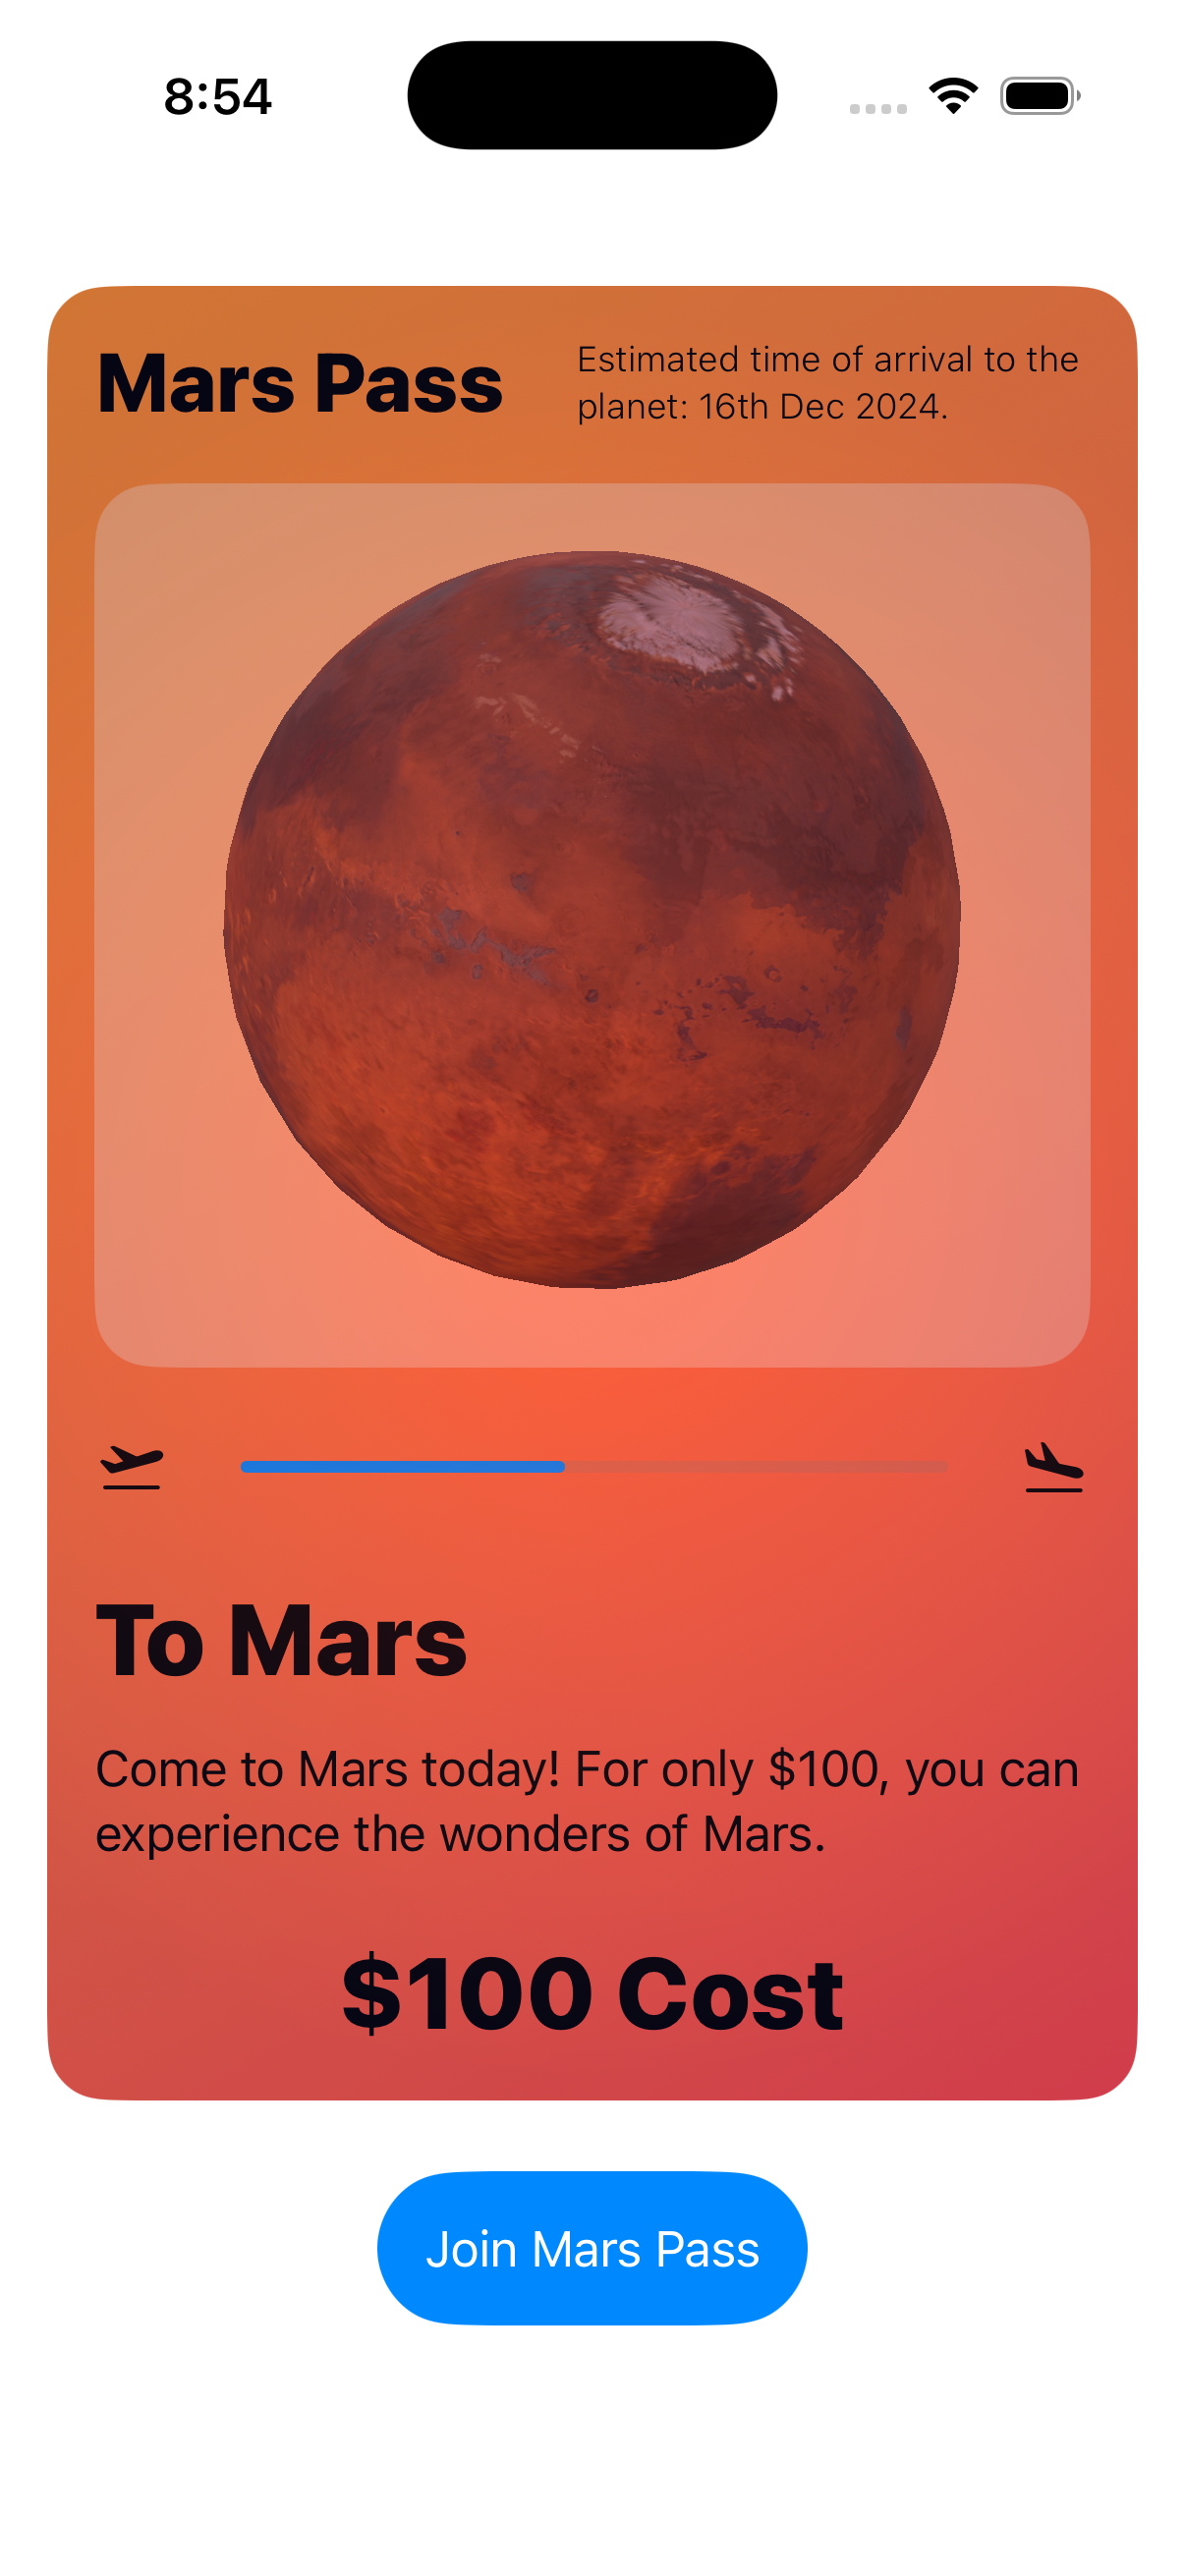 8:54
Mars Pass
Estimated time of arrival to the
planet: 16th Dec 2024.
To Mars
Come to Mars today! For only $100, you can
experience the wonders of Mars.
$100 Cost
Join Mars Pass